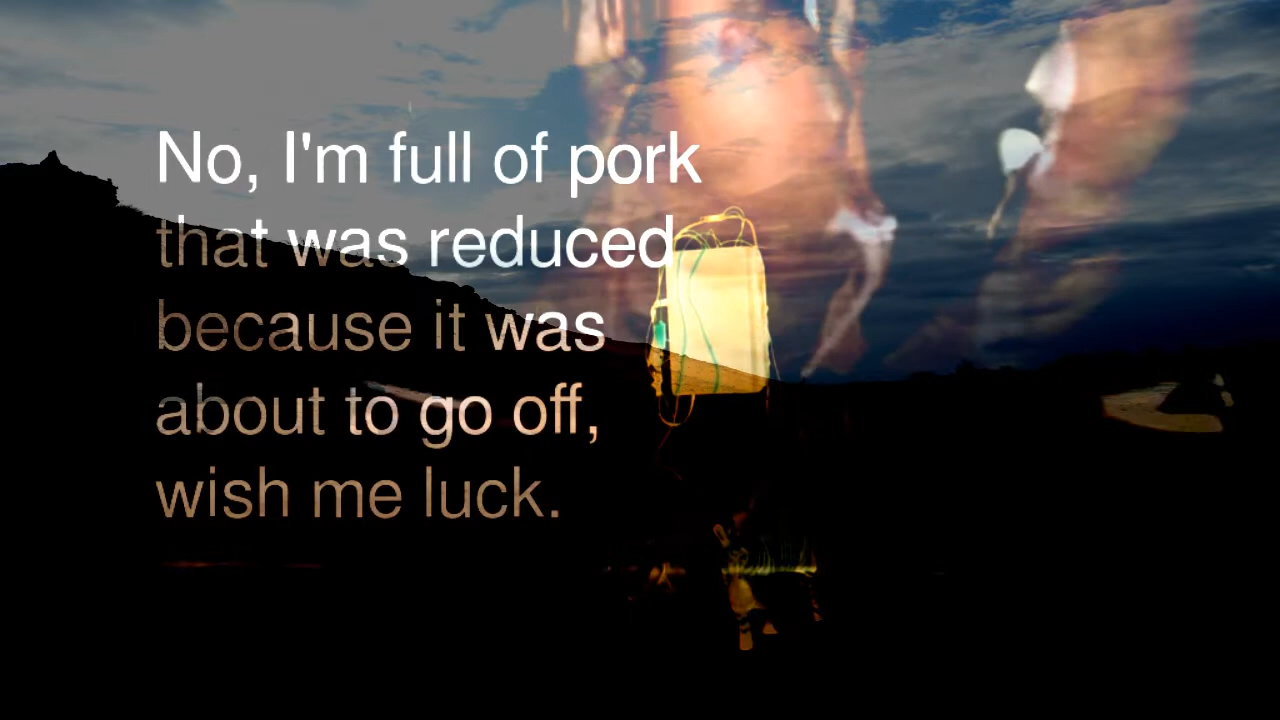 No, I'm full of pork
that was reduced
because it was
about to go off,
wish me luck.